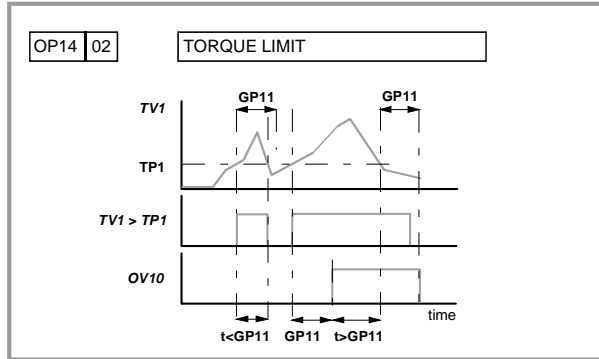 OP14 02 TORQUE LIMIT
GP11 GP11
TV1
TP1
TV1 > TP1
OV10
time
t<GP11 GP11 t>GP11